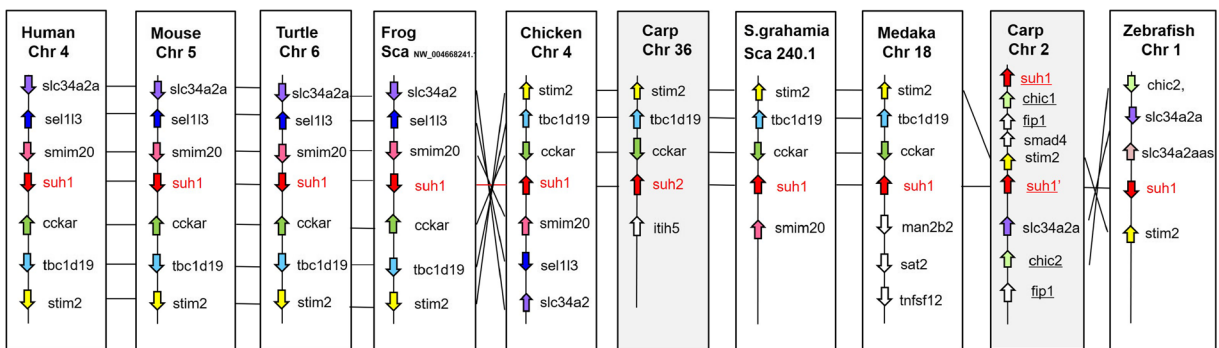 Human
Chr 4
slc34a2a
sel1l3
smim20
suh1
cckar
tbc1d19
stim2
Mouse
Chr 5
slc34a2a
sel1l3
smim20
suh1
cckar
tbc1d19
stim2
Turtle
Chr 6
slc34a2a
sel1l3
smim20
suh1
cckar
tbc1d19
stim2
Frog
Sca NW_004668241.1
slc34a2
sel1l3
smim20
suh1
cckar
tbc1d19
stim2
Chicken
Chr 4
stim2
tbc1d19
cckar
suh1
smim20
sel1l3
slc34a2
Carp
Chr 36
stim2
tbc1d19
cckar
suh2
itih5
S.grahamia
Sca 240.1
stim2
tbc1d19
cckar
suh1
smim20
Medaka
Chr 18
stim2
tbc1d19
cckar
suh1
man2b2
sat2
tnfsf12
Carp
Chr 2
suh1
chic1
fip1
smad4
stim2
suh1'
slc34a2a
chic2
fip1
Zebrafish
Chr 1
chic2,
slc34a2a
slc34a2aas
suh1
stim2